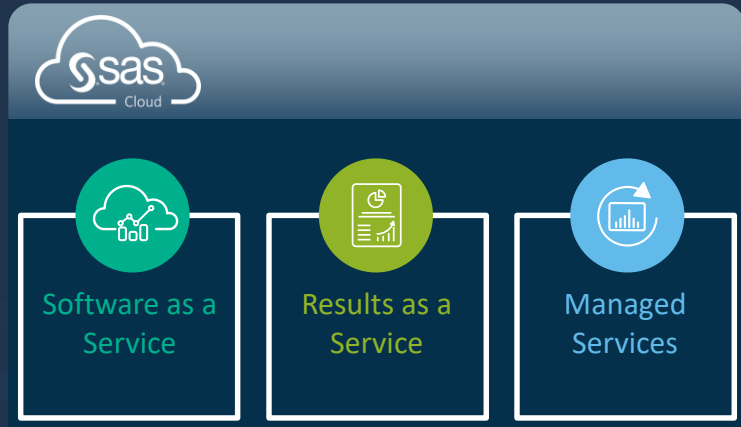 sas
Cloud
Software as a
Service
Results as a
Service
Managed
Services